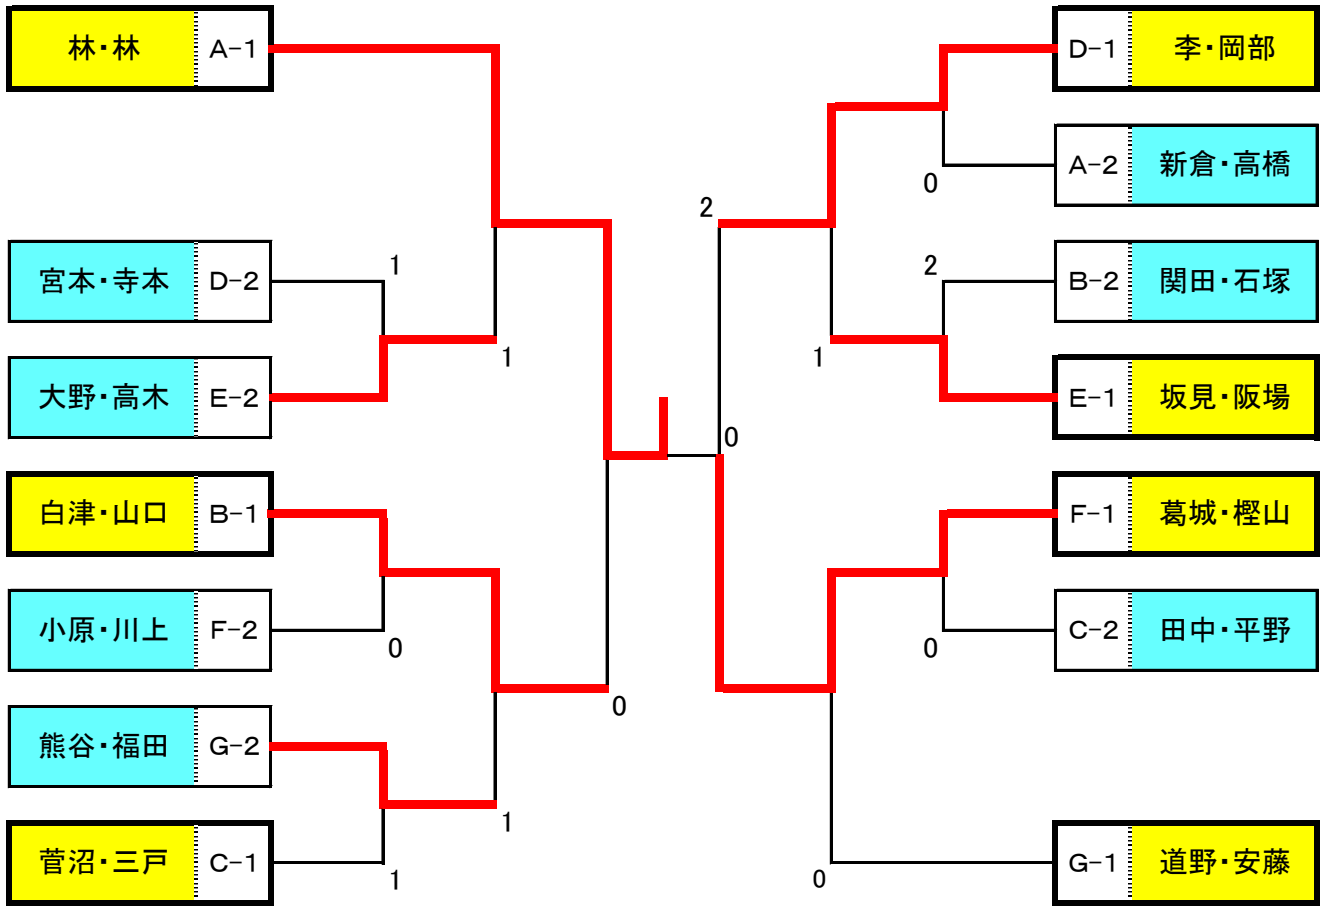 林・林 A-1
D-1 李・岡部
A-2 新倉・高橋
0
2
宮本・寺本 D-2
1
2
B-2 関田・石塚
1
1
大野・高木 E-2
E-1 坂見・阪場
0
白津・山口 B-1
F-1 葛城・樫山
小原・川上 F-2
0
0
C-2 田中・平野
0
熊谷・福田 G-2
1
菅沼・三戸 C-1
1
0
G-1 道野・安藤